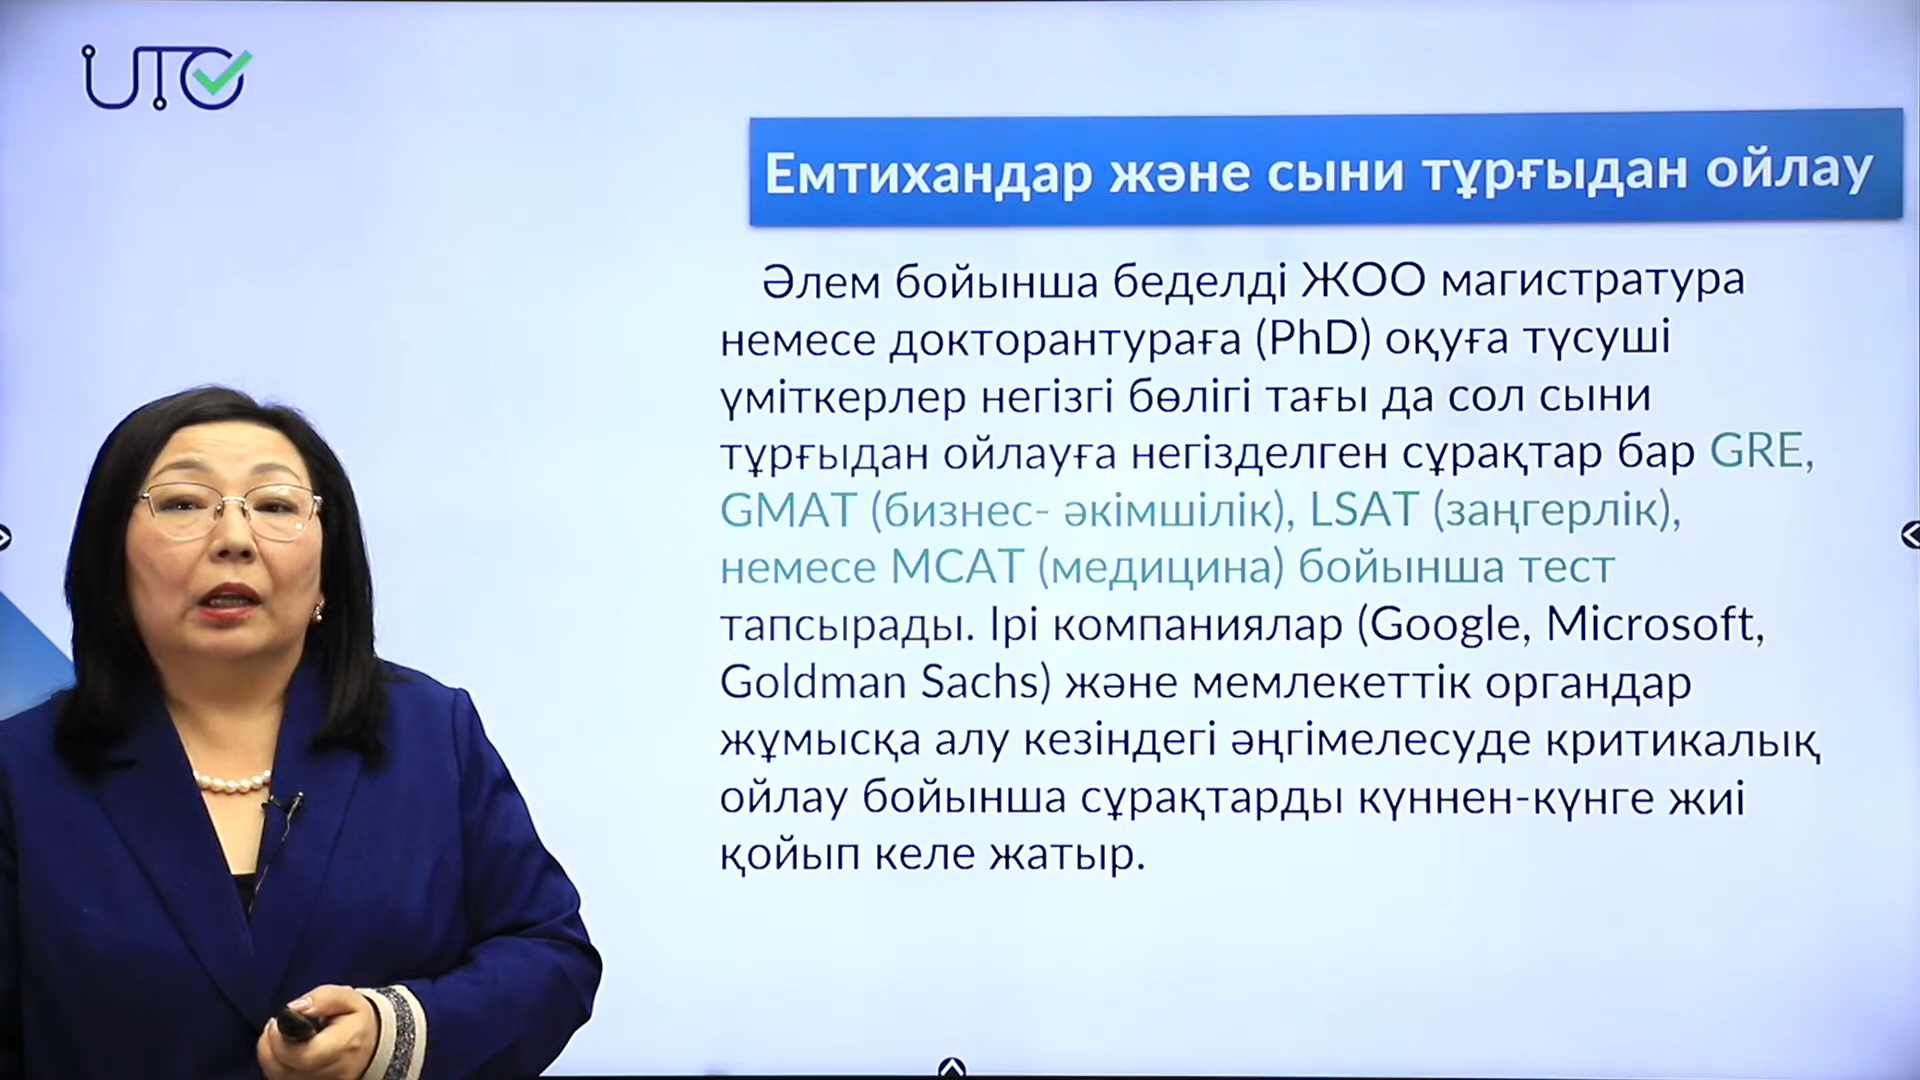 UTO
Емтихандар және сыни тұрғыдан ойлау
Әлем бойынша беделді ЖОО магистратура
немесе докторантураға (PhD) оқуға түсуші
үміткерлер негізгі бөлігі тағы да сол сыни
тұрғыдан ойлауға негізделген сұрақтар бар GRE,
GMAT (бизнес- әкімшілік), LSAT (заңгерлік),
немесе MCAT (медицина) бойынша тест
тапсырады. Ірі компаниялар (Google, Microsoft,
Goldman Sachs) және мемлекеттік органдар
жұмысқа алу кезіндегі әңгімелесуде критикалық
ойлау бойынша сұрақтарды күннен-күнге жиі
қойып келе жатыр.